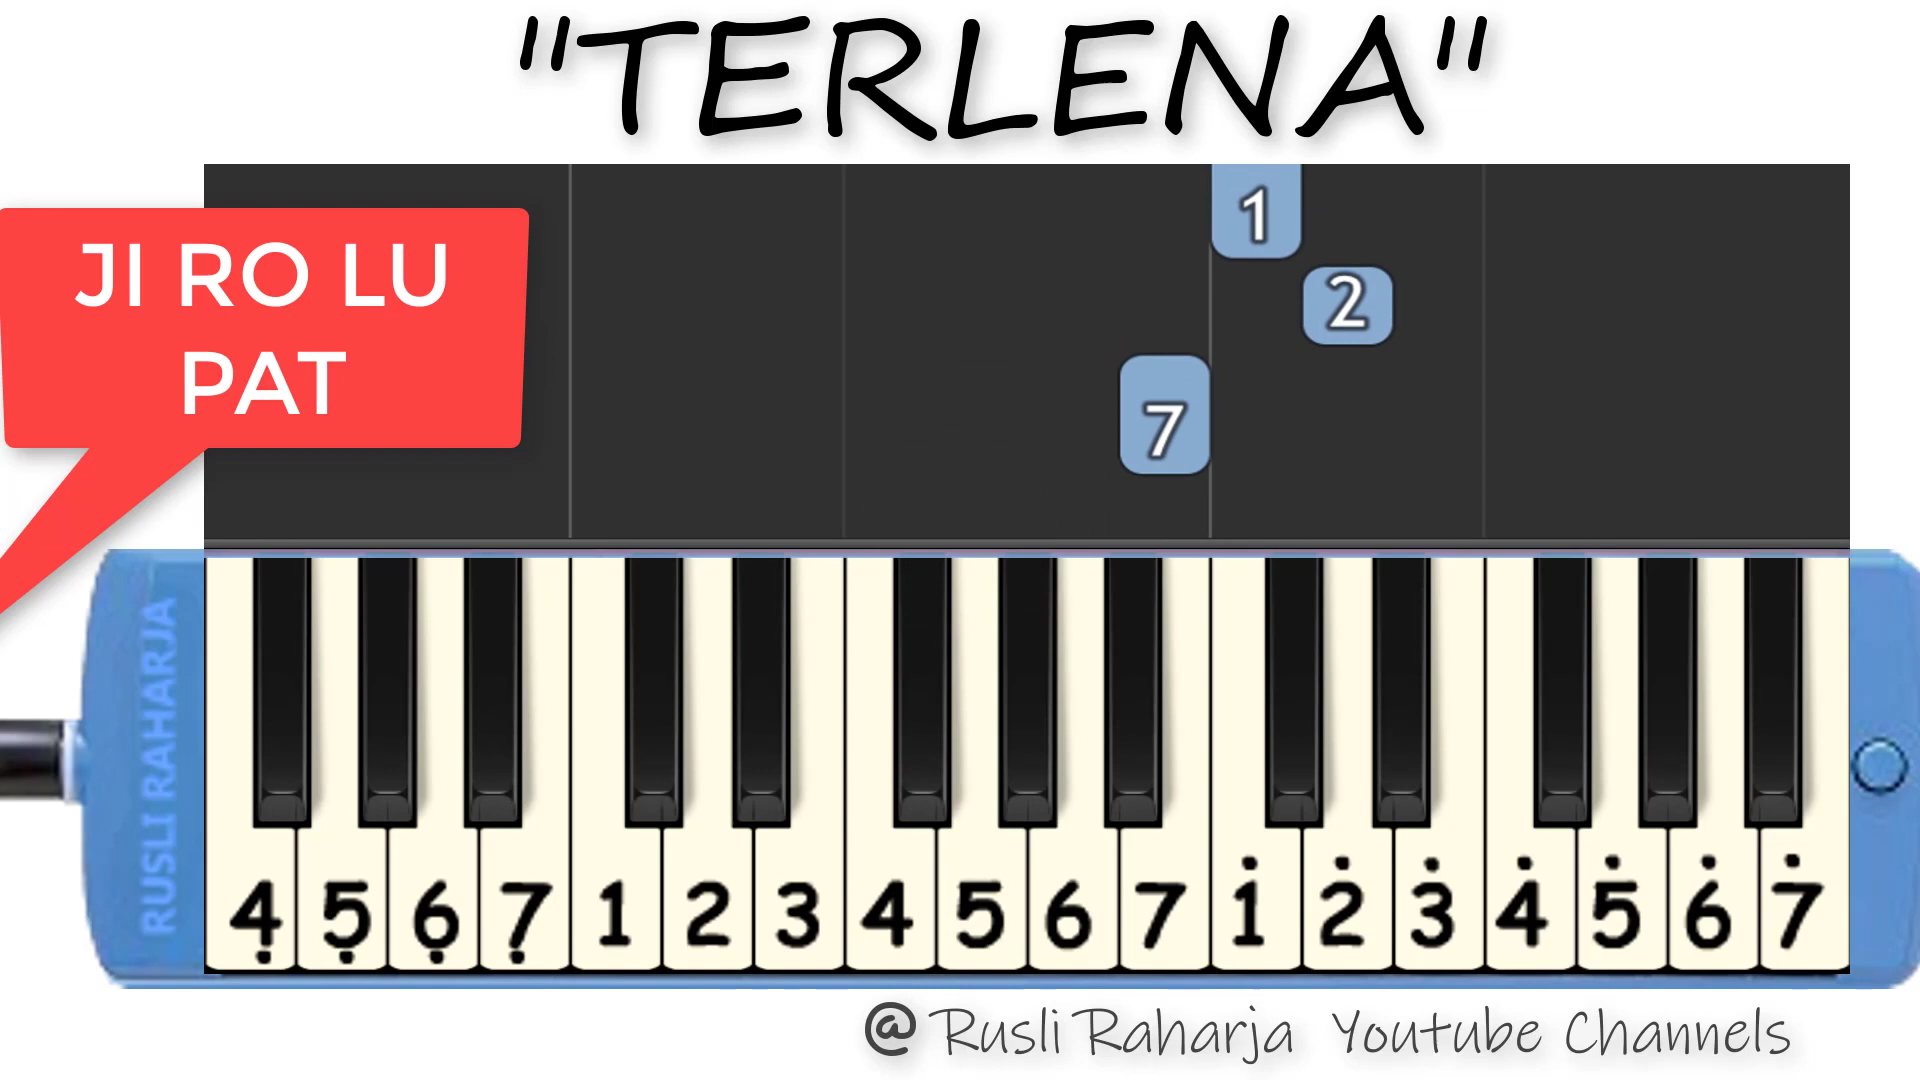 "TERLENA"
JI RO LU
PAT
1
2
7
RUSLI RAHARJA
4̣ 5̣ 6̣ 7̣ 1 2 3 4 5 6 7 1̇ 2̇ 3̇ 4̇ 5̇ 6̇ 7̇
@ Rusli Raharja Youtube Channels